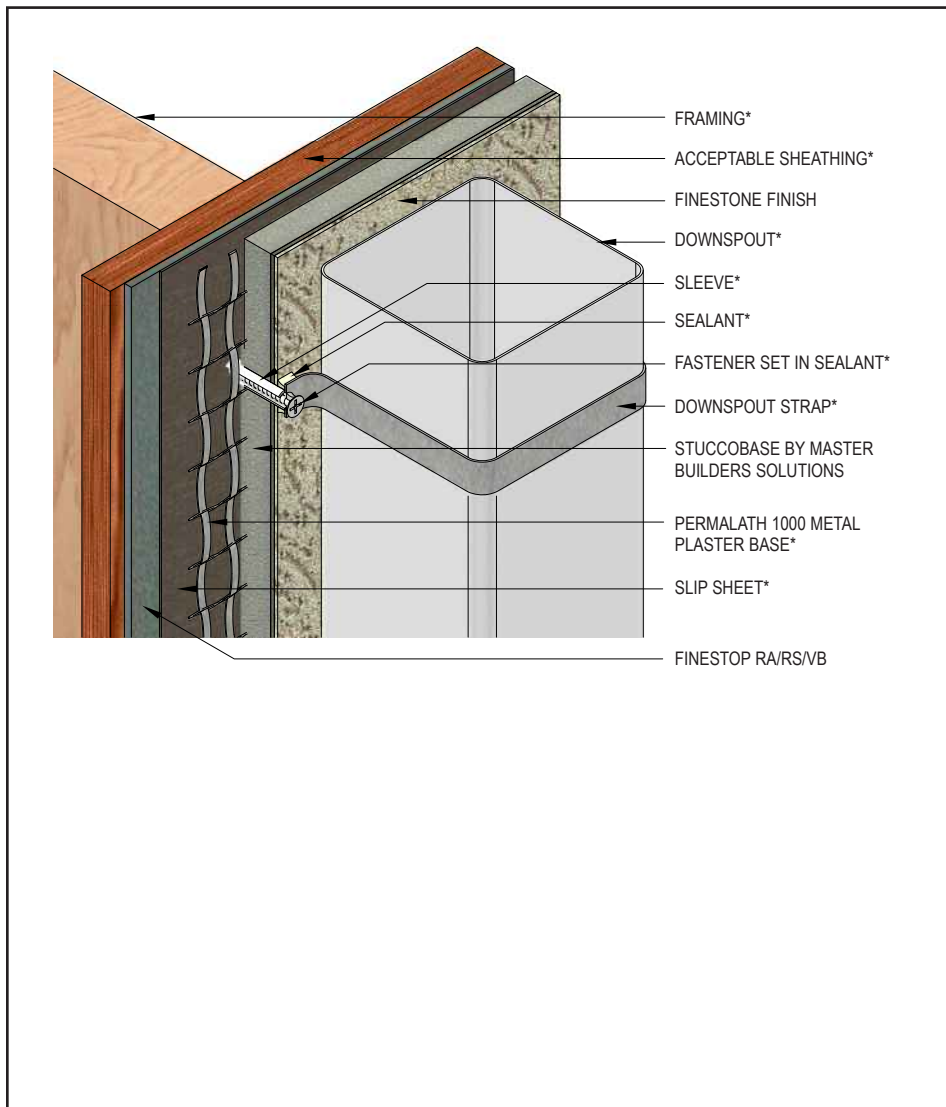 FRAMING*
ACCEPTABLE SHEATHING*
FINESTONE FINISH
DOWNSPOUT*
SLEEVE*
SEALANT*
FASTENER SET IN SEALANT*
DOWNSPOUT STRAP*
STUCCOBASE BY MASTER
BUILDERS SOLUTIONS
PERMALATH 1000 METAL
PLASTER BASE*
SLIP SHEET*
FINESTOP RA/RS/VB